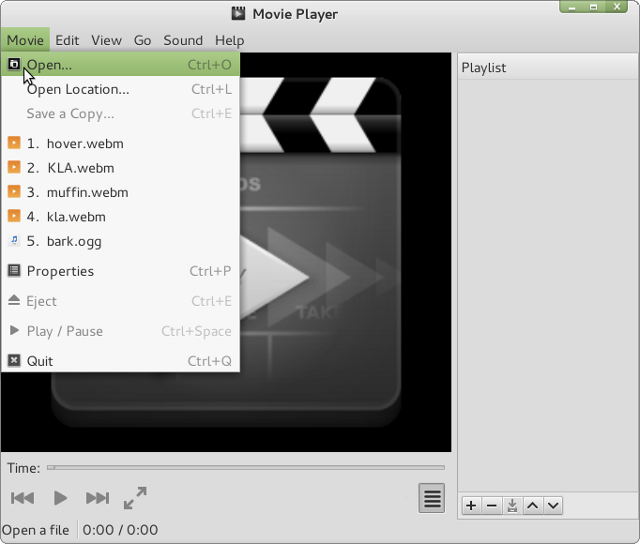 Movie Player
Movie Edit View Go Sound Help
Open... Ctrl+O
Open Location... Ctrl+L
Save a Copy... Ctrl+E
1. hover.webm
2. KLA.webm
3. muffin.webm
4. kla.webm
5. bark.ogg
Properties Ctrl+P
Eject Ctrl+E
Play / Pause Ctrl+Space
Quit Ctrl+Q
Playlist
TAKE
Time:
Open a file 0:00 / 0:00